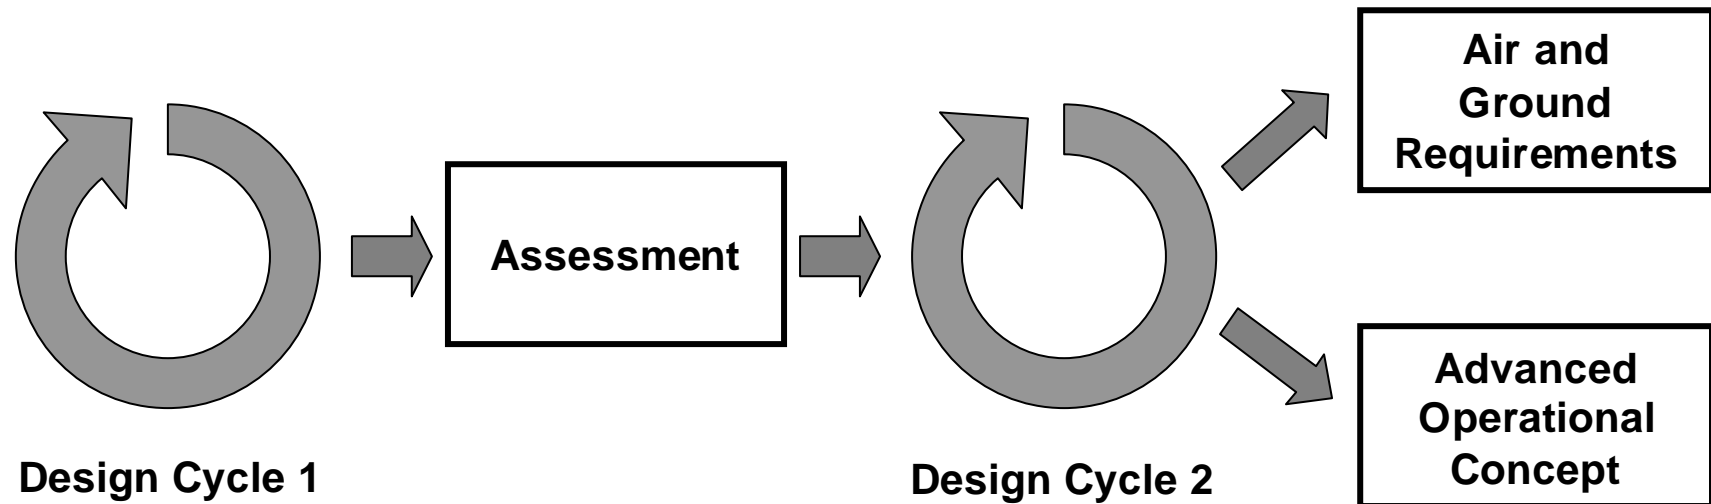 Design Cycle 1
Assessment
Design Cycle 2
Air and
Ground
Requirements
Advanced
Operational
Concept